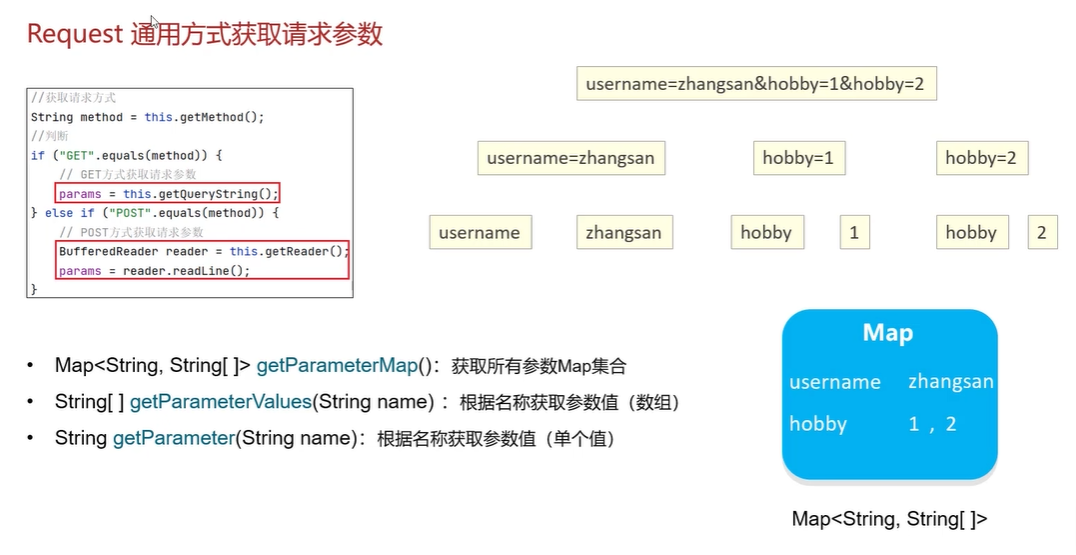 Request 通用方式获取请求参数
//获取请求方式
String method = this.getMethod();
//判断
if ("GET".equals(method)) {
// GET方式获取请求参数
params = this.getQueryString();
} else if ("POST".equals(method)) {
// POST方式获取请求参数
BufferedReader reader = this.getReader();
params = reader.readLine();
}
username=zhangsan&hobby=1&hobby=2
username=zhangsan hobby=1 hobby=2
username zhangsan hobby 1 hobby 2
• Map<String, String[ ]> getParameterMap()：获取所有参数Map集合
• String[ ] getParameterValues(String name) ：根据名称获取参数值（数组）
• String getParameter(String name)：根据名称获取参数值（单个值）
Map
username zhangsan
hobby 1 , 2
Map<String, String[ ]>